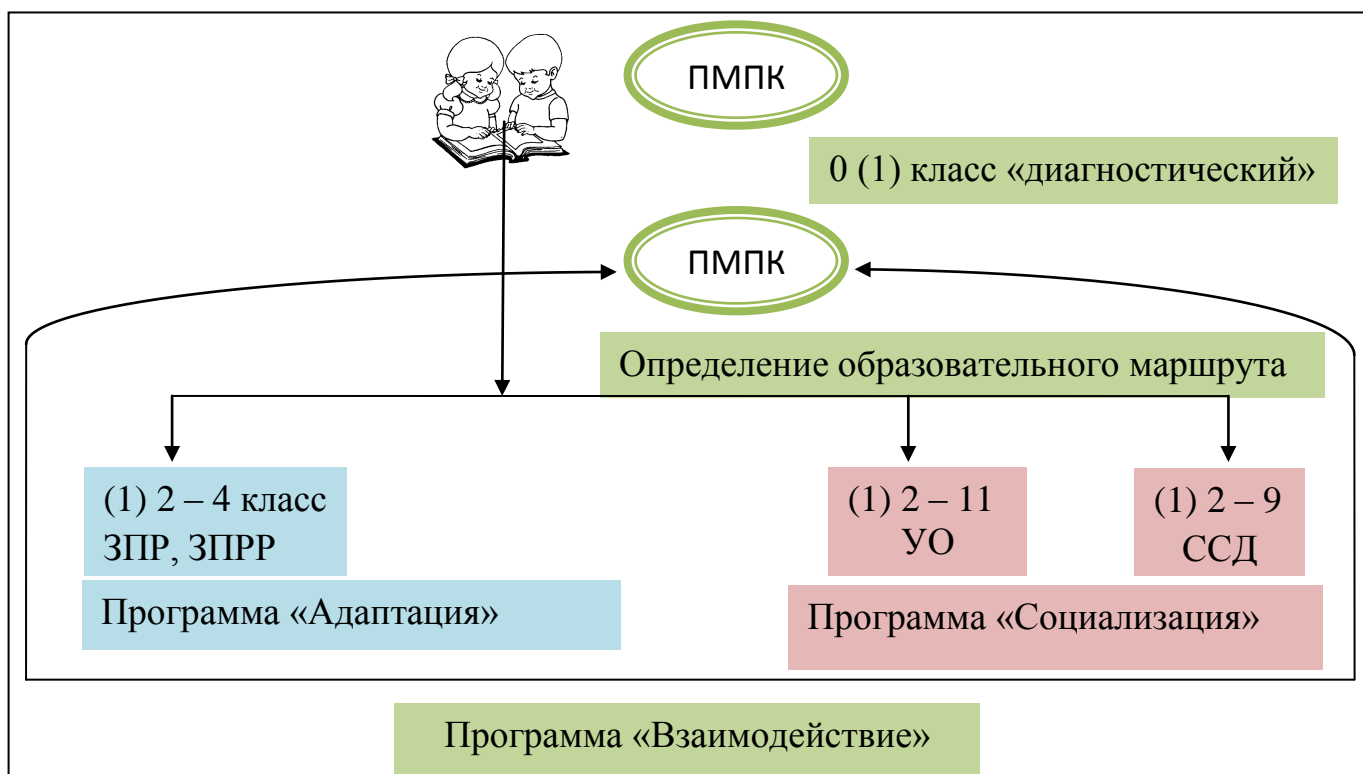 ПМПК
0 (1) класс «диагностический»
ПМПК
Определение образовательного маршрута
(1) 2 – 4 класс
ЗПР, ЗПРР
Программа «Адаптация»
(1) 2 – 11
УО
(1) 2 – 9
ССД
Программа «Социализация»
Программа «Взаимодействие»